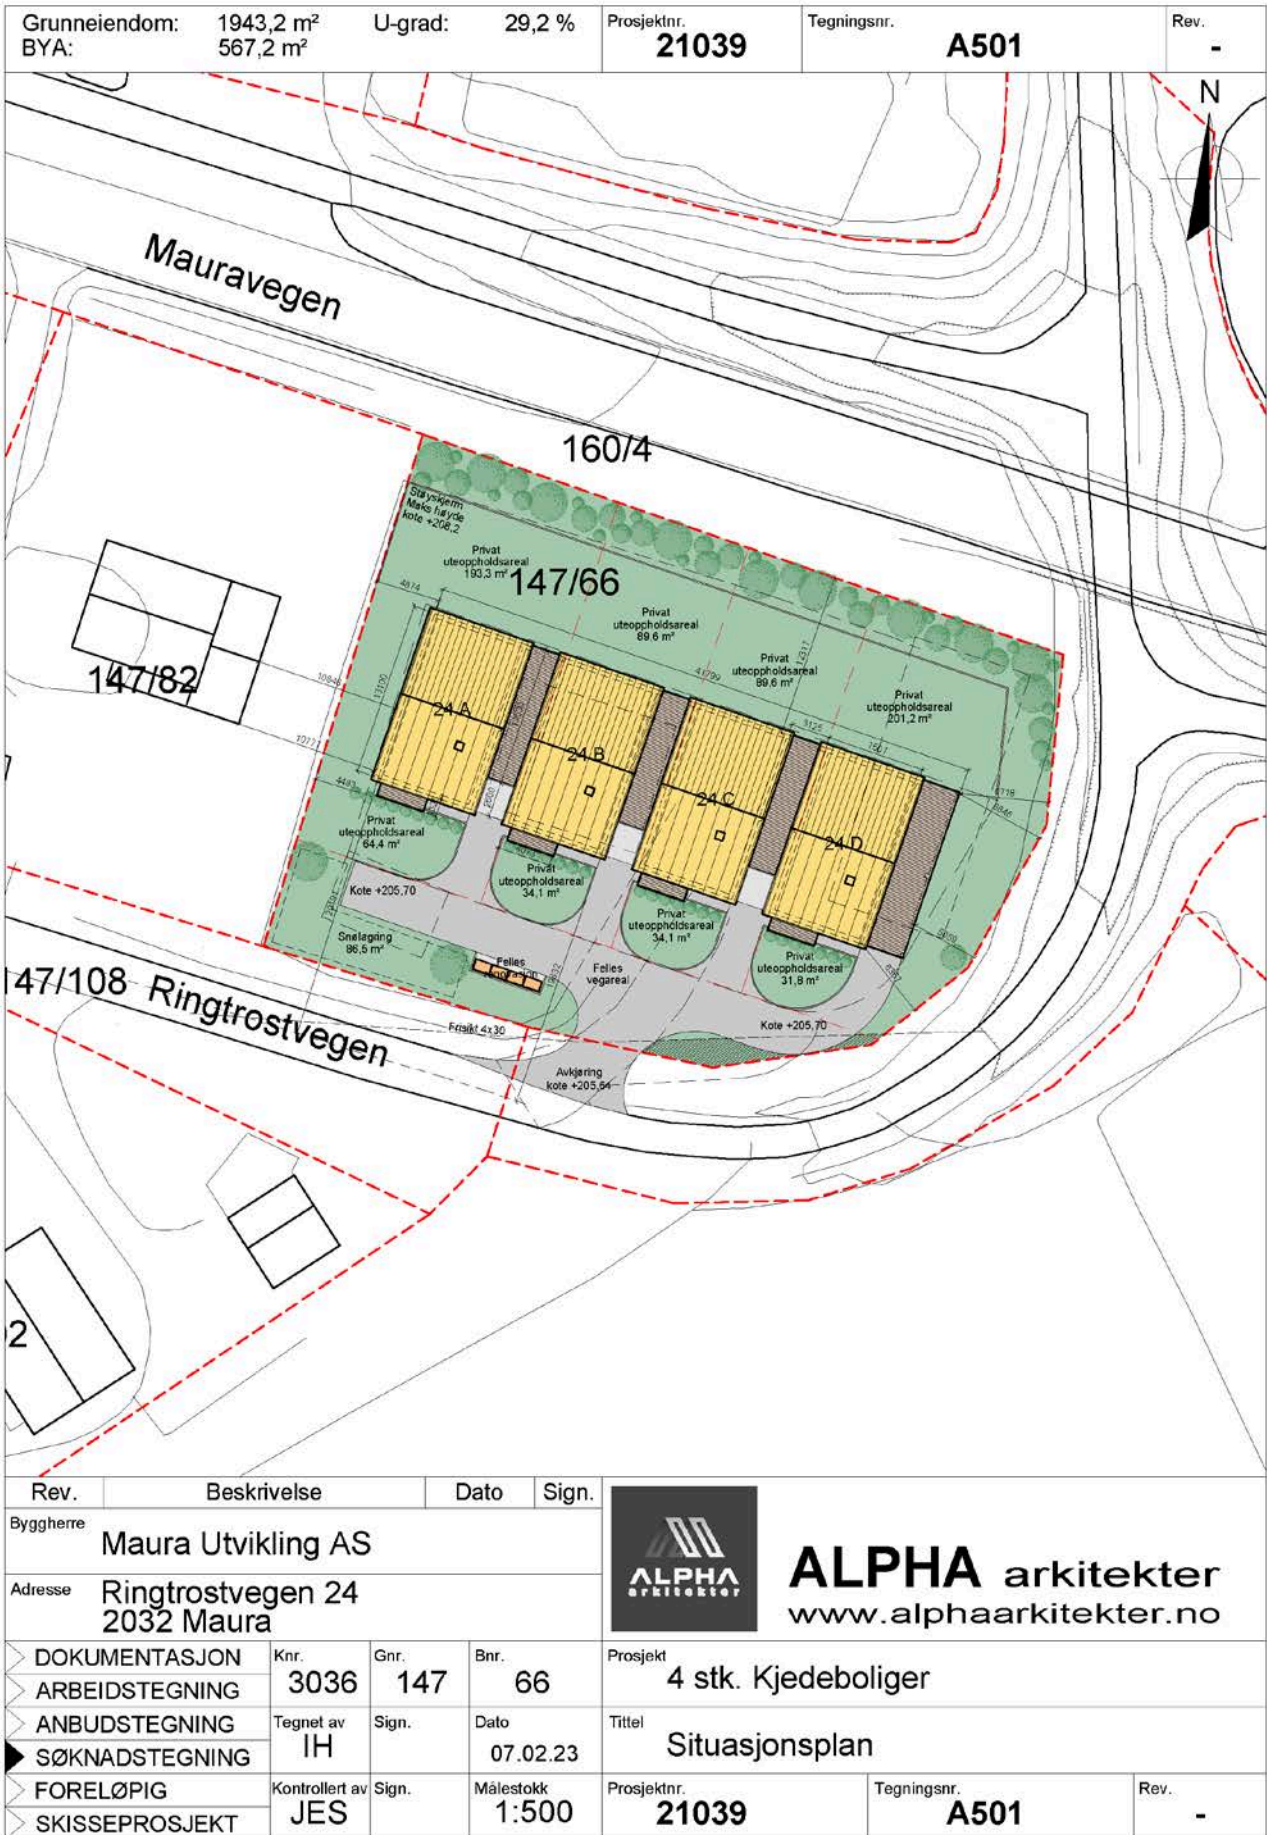 Grunneiendom: 1943,2 m² U-grad: 29,2 %
BYA: 567,2 m²
Prosjektnr.
21039
Tegningsnr.
A501
Rev.
-
N
Mauravegen
160/4
Støyskjerm
Maks høyde
kote +208,2
Privat
uteoppholdsareal
193,3 m²
147/66
Privat
uteoppholdsareal
89,6 m²
Privat
uteoppholdsareal
89,6 m²
Privat
uteoppholdsareal
201,2 m²
4874
12317
41799
3125
147/82
13100
10771
24 A
24 B
24 C
24 D
Privat
uteoppholdsareal
64,4 m²
Privat
uteoppholdsareal
34,1 m²
Privat
uteoppholdsareal
34,1 m²
Privat
uteoppholdsareal
31,8 m²
Kote +205,70
Snølagring
86,5 m²
Felles
Felles
vegareal
Kote +205,70
147/108 Ringtrostvegen
Frisikt 4x30
Avkjøring
kote +205,64
Rev. Beskrivelse Dato Sign.
Byggherre
Maura Utvikling AS
Adresse
Ringtrostvegen 24
2032 Maura
ALPHA
arkitekter
ALPHA arkitekter
www.alphaarkitekter.no
DOKUMENTASJON
ARBEIDSTEGNING
ANBUDSTEGNING
SØKNADSTEGNING
FORELØPIG
SKISSEPROSJEKT
Knr.
3036
Gnr.
147
Bnr.
66
Prosjekt
4 stk. Kjedeboliger
Tegnet av
IH
Sign.
Dato
07.02.23
Tittel
Situasjonsplan
Kontrollert av
JES
Sign.
Målestokk
1:500
Prosjektnr.
21039
Tegningsnr.
A501
Rev.
-